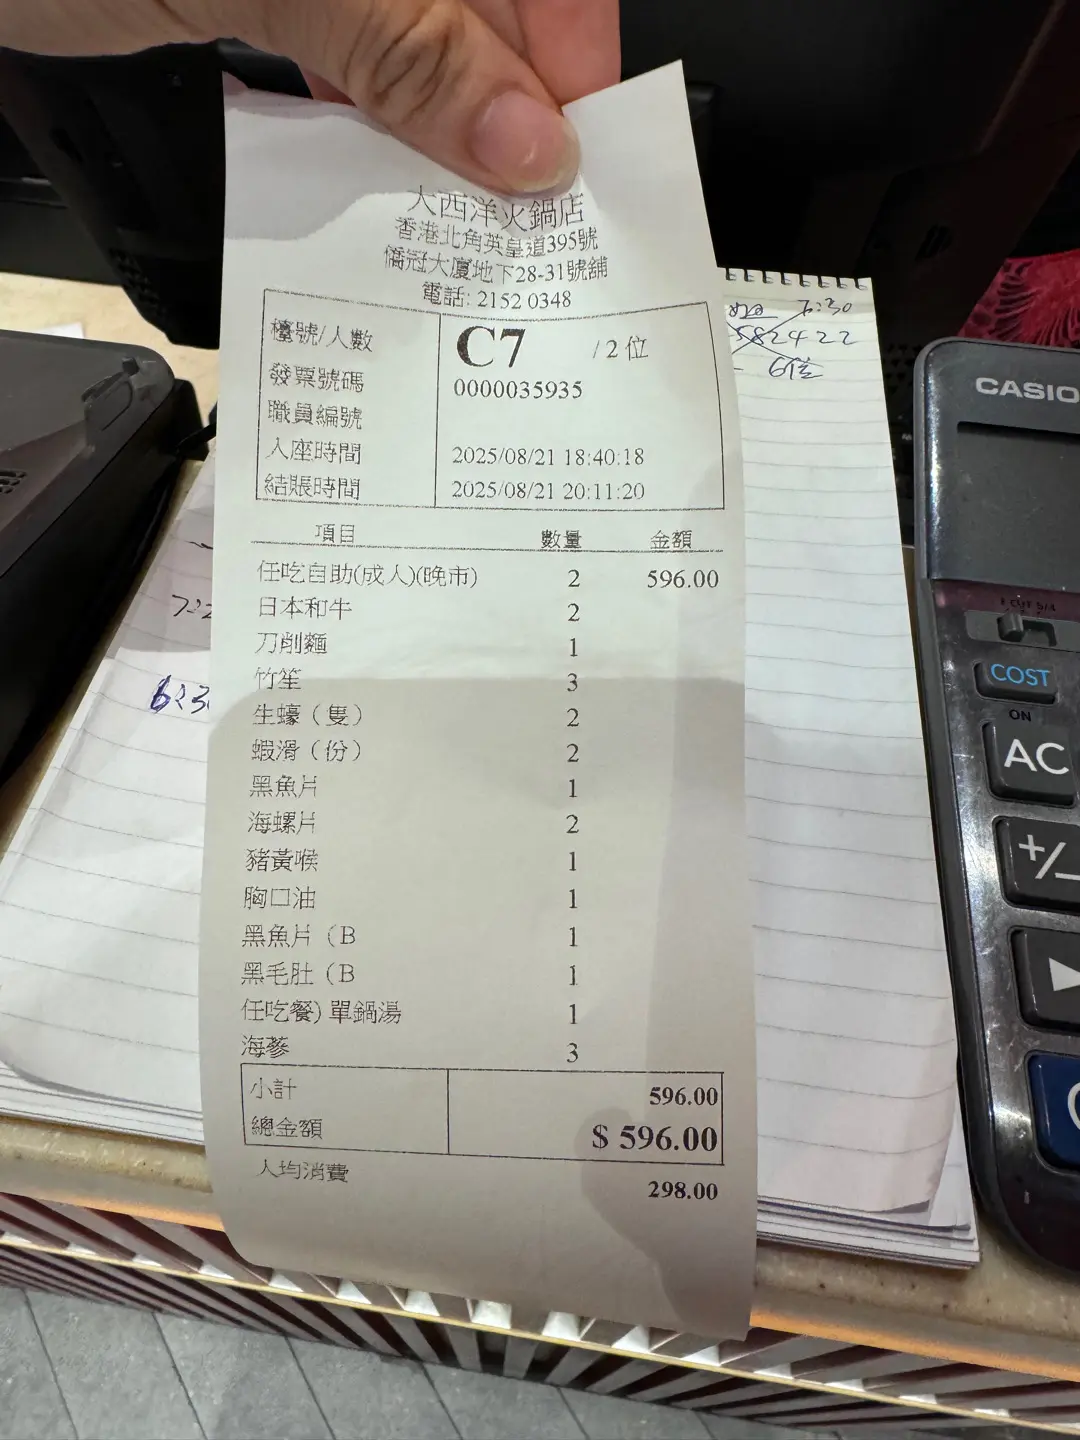 大西洋火鍋店
香港北角英皇道395號
僑冠大廈地下28-31號舖
電話: 2152 0348
檯號/人數 C7 / 2 位
發票號碼 0000035935
職員編號
入座時間 2025/08/21 18:40:18
結賬時間 2025/08/21 20:11:20
項目 數量 金額
任吃自助(成人)(晚市) 2 596.00
日本和牛 2
刀削麵 1
竹笙 3
生蠔（隻） 2
蝦滑（份） 2
黑魚片 1
海螺片 2
豬黃喉 1
胸口油 1
黑魚片（B 1
黑毛肚（B 1
任吃餐) 單鍋湯 1
海蔘 3
小計 596.00
總金額 $ 596.00
人均消費 298.00
6:30
582422
6位
CASIO
COST
ON
AC
+/-